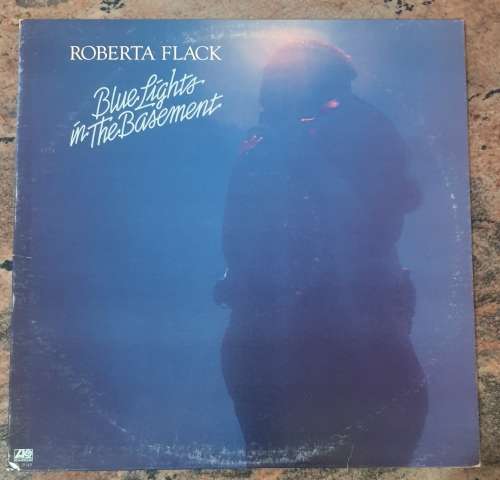 ROBERTA FLACK
Blue Lights
in The Basement